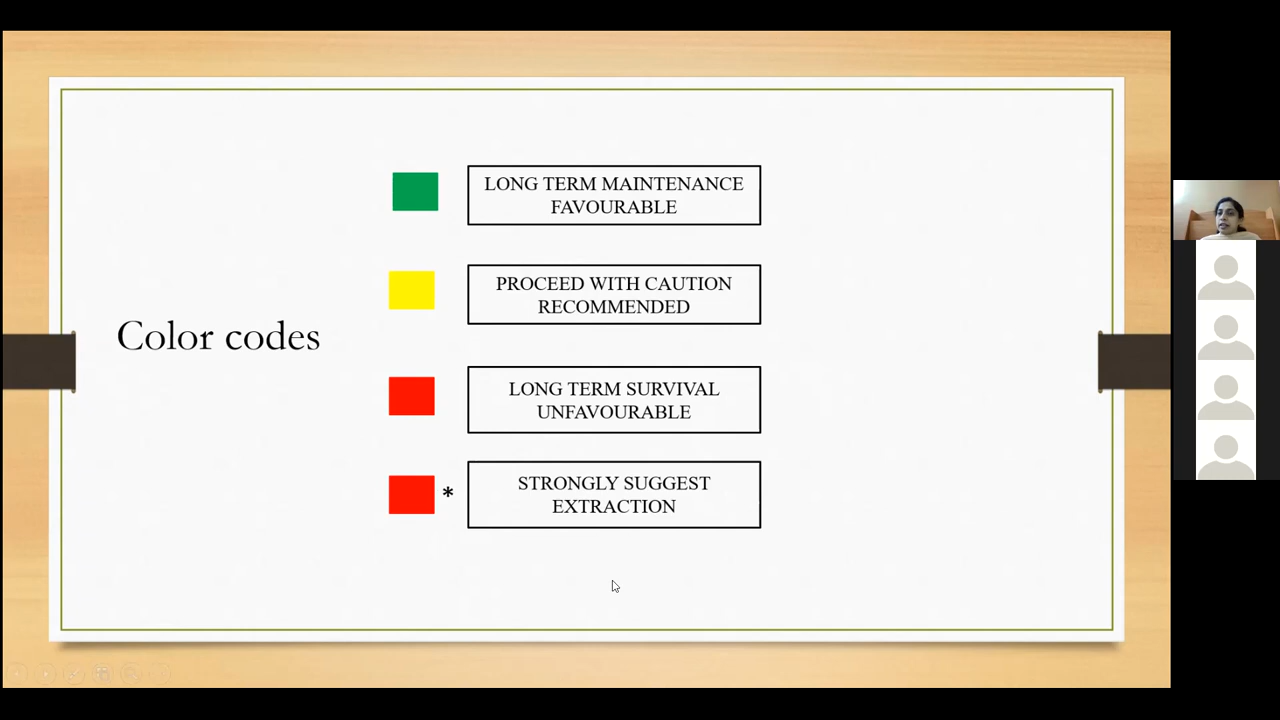 Color codes
LONG TERM MAINTENANCE
FAVOURABLE
PROCEED WITH CAUTION
RECOMMENDED
LONG TERM SURVIVAL
UNFAVOURABLE
*
STRONGLY SUGGEST
EXTRACTION